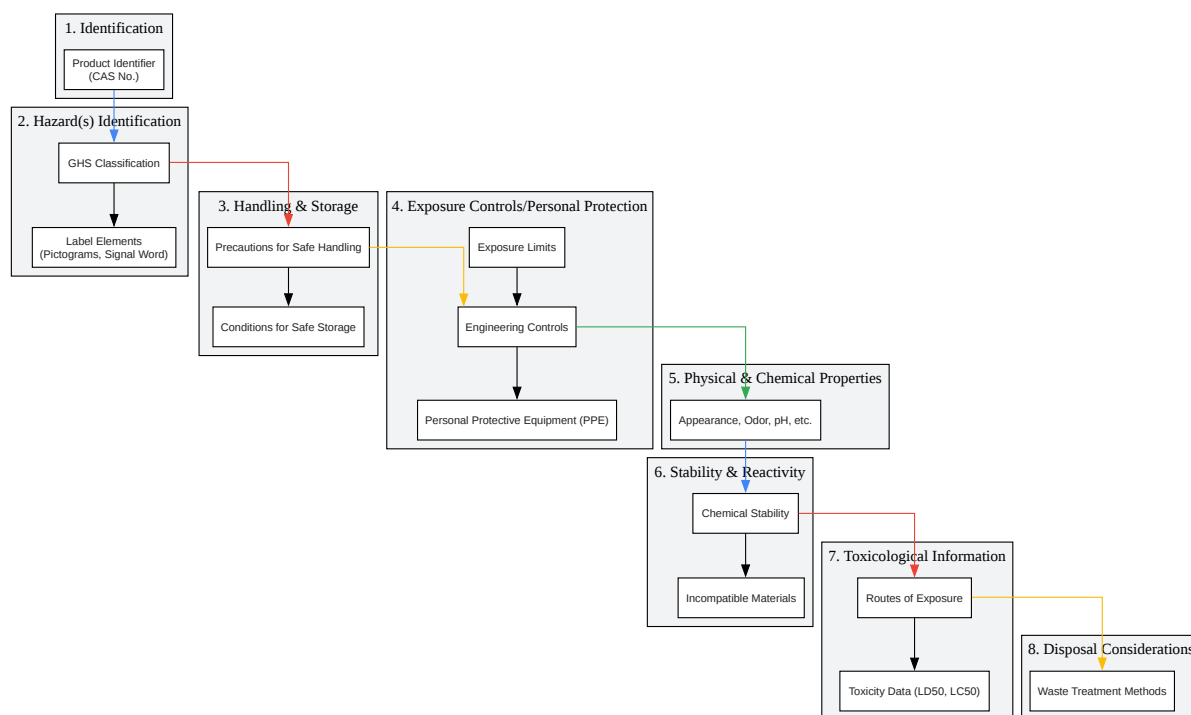 1. Identification
Product Identifier
(CAS No.)
2. Hazard(s) Identification
GHS Classification
Label Elements
(Pictograms, Signal Word)
3. Handling & Storage
Precautions for Safe Handling
Conditions for Safe Storage
4. Exposure Controls/Personal Protection
Exposure Limits
Engineering Controls
Personal Protective Equipment (PPE)
5. Physical & Chemical Properties
Appearance, Odor, pH, etc.
6. Stability & Reactivity
Chemical Stability
Incompatible Materials
7. Toxicological Information
Routes of Exposure
Toxicity Data (LD50, LC50)
8. Disposal Considerations
Waste Treatment Methods